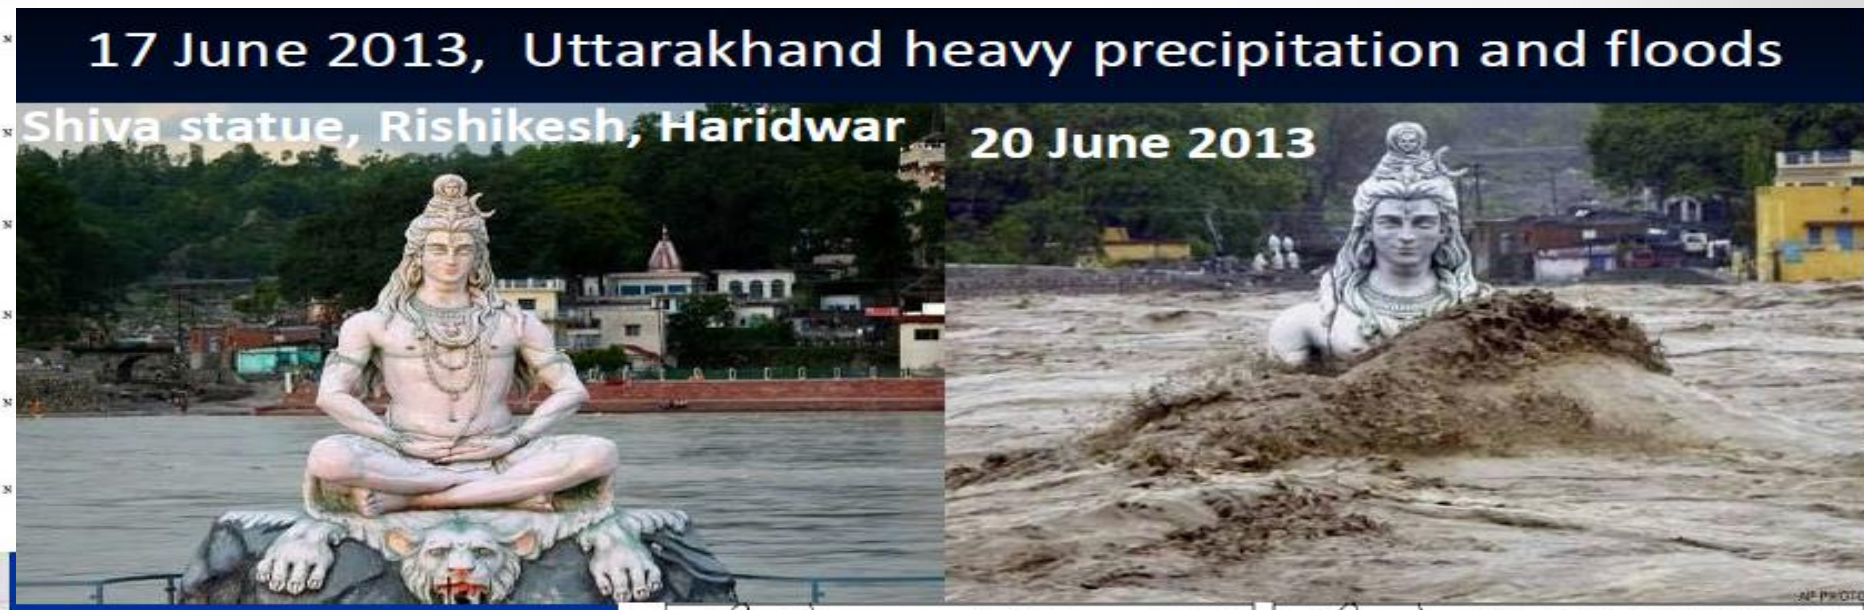 17 June 2013, Uttarakhand heavy precipitation and floods
Shiva statue, Rishikesh, Haridwar
20 June 2013